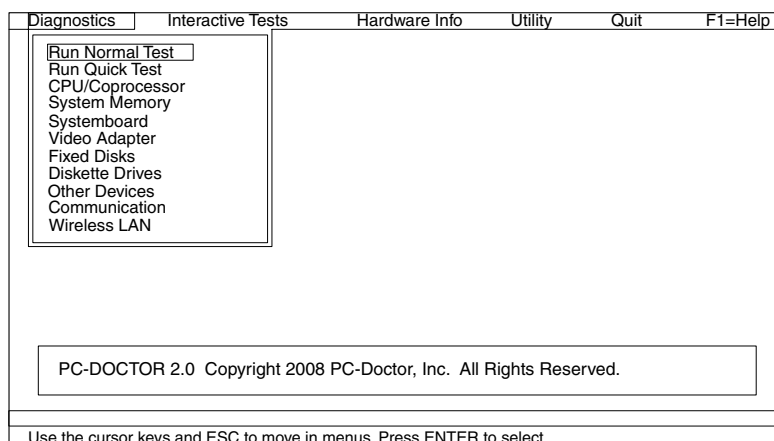 Diagnostics Interactive Tests Hardware Info Utility Quit F1=Help
Run Normal Test
Run Quick Test
CPU/Coprocessor
System Memory
Systemboard
Video Adapter
Fixed Disks
Diskette Drives
Other Devices
Communication
Wireless LAN
PC-DOCTOR 2.0 Copyright 2008 PC-Doctor, Inc. All Rights Reserved.
Use the cursor keys and ESC to move in menus. Press ENTER to select.